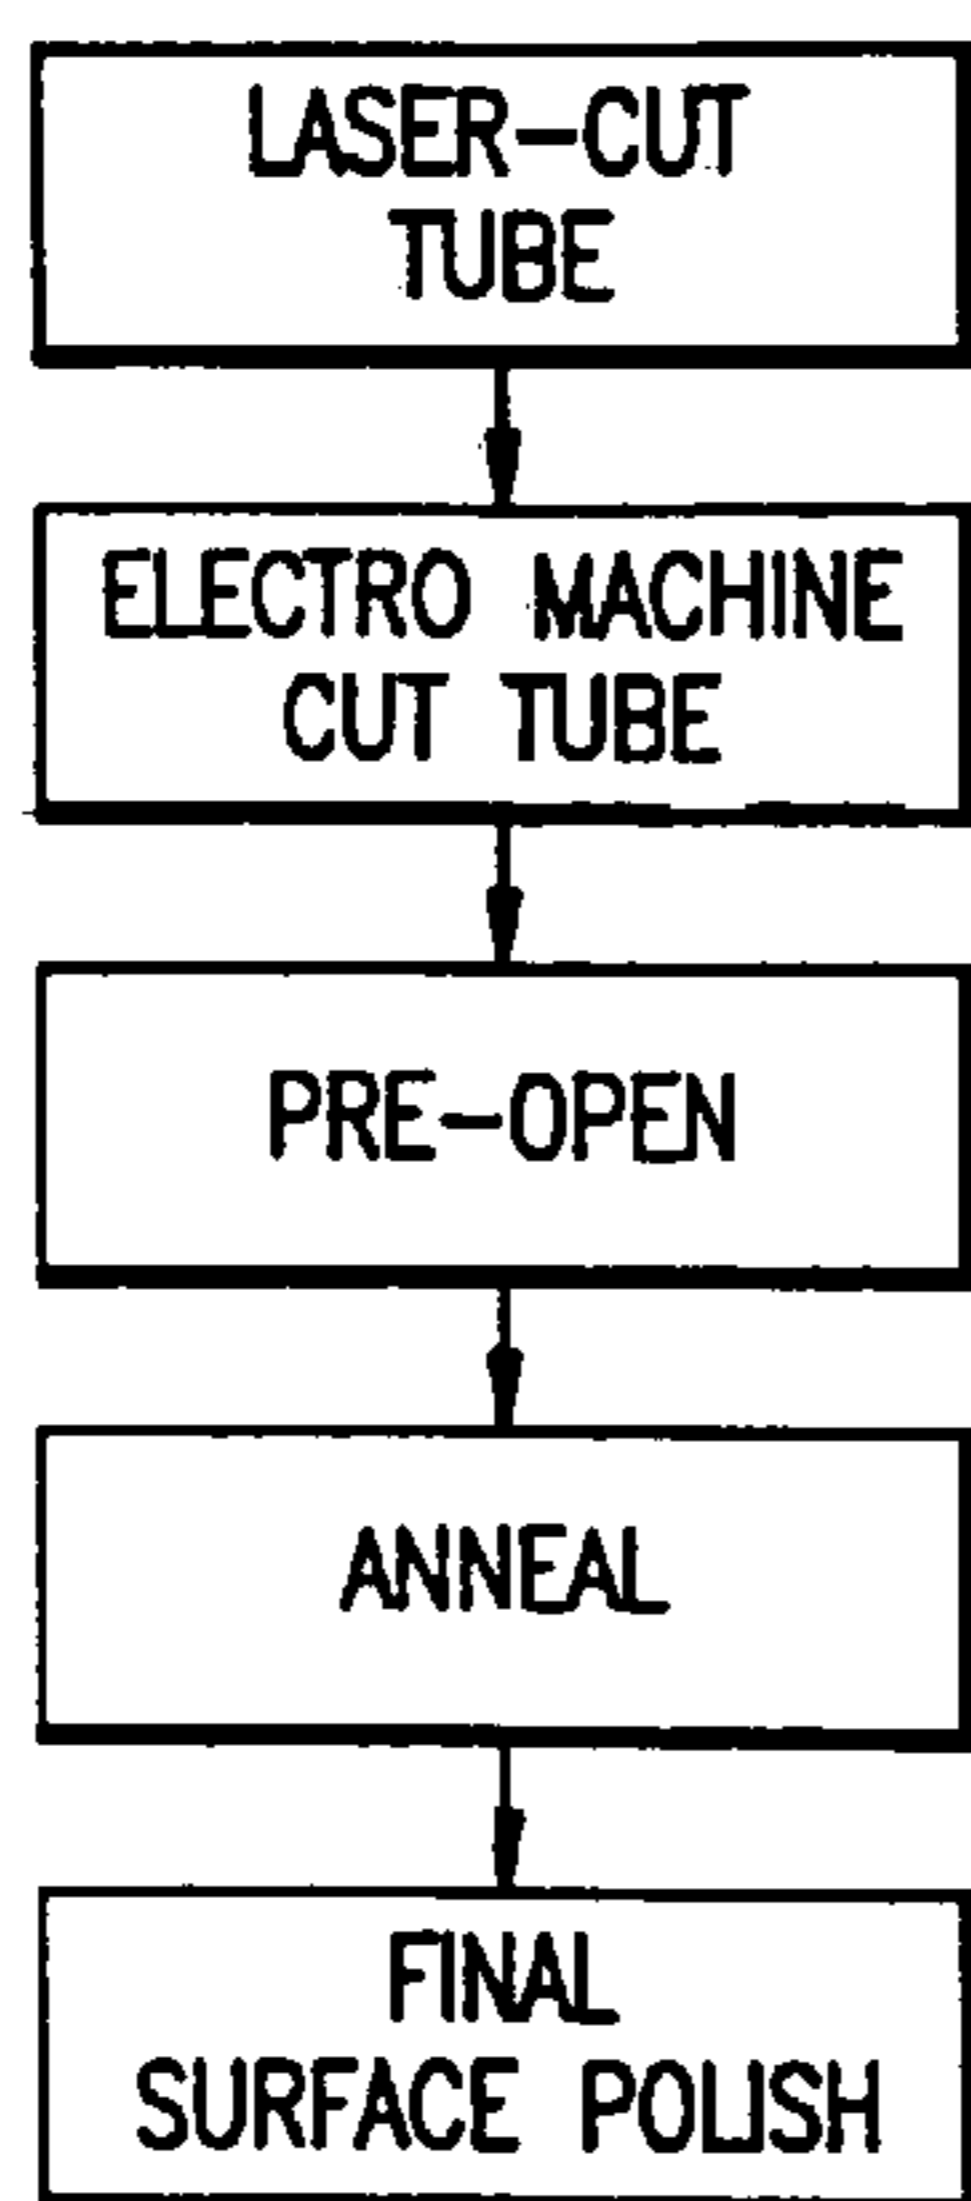 LASER-CUT
TUBE
ELECTRO MACHINE
CUT TUBE
PRE-OPEN
ANNEAL
FINAL
SURFACE POLISH